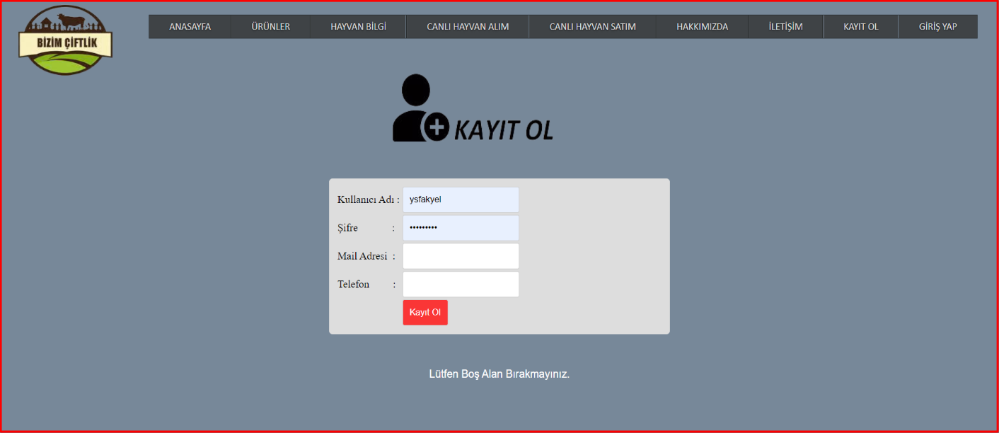 BİZİM ÇİFTLİK
ANASAYFA ÜRÜNLER HAYVAN BİLGİ CANLI HAYVAN ALIM CANLI HAYVAN SATIM HAKKIMIZDA İLETİŞİM KAYIT OL GİRİŞ YAP
KAYIT OL
Kullanıcı Adı : ysfakyel
Şifre : •••••••••
Mail Adresi :
Telefon :
Kayıt Ol
Lütfen Boş Alan Bırakmayınız.